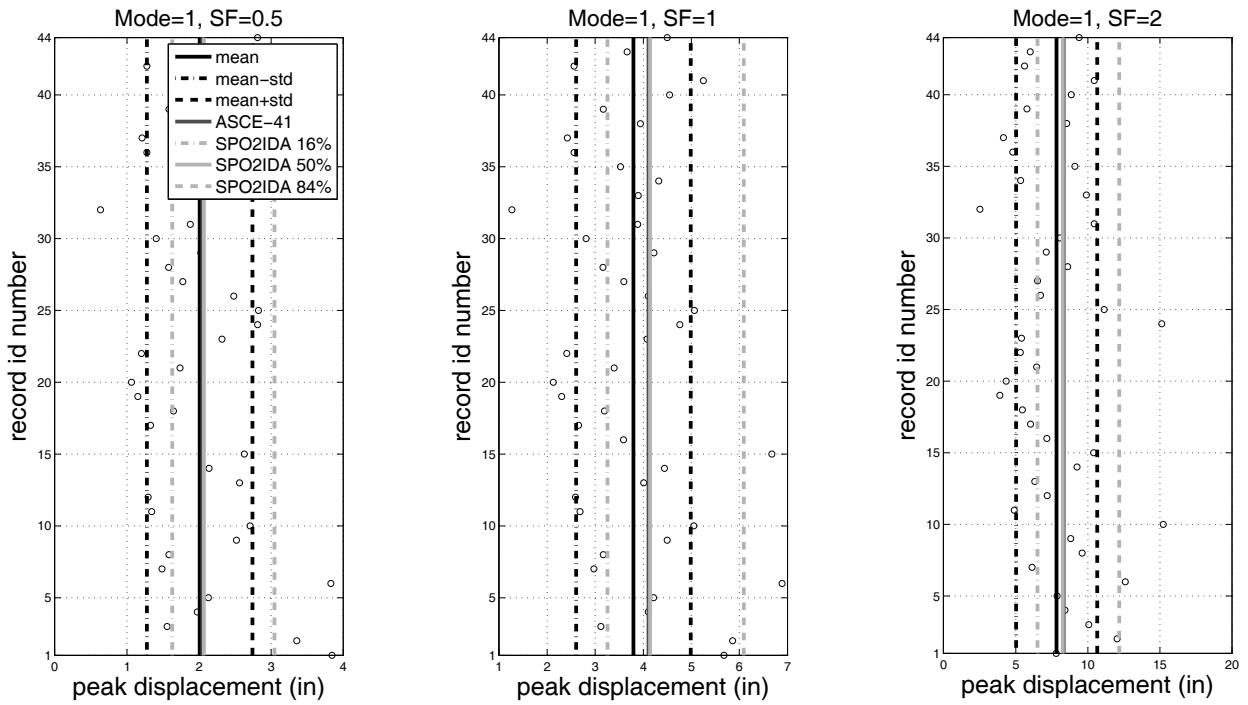 Mode=1, SF=0.5
44
40
35
30
25
20
15
10
5
1
record id number
0 1 2 3 4
peak displacement (in)
mean
mean−std
mean+std
ASCE−41
SPO2IDA 16%
SPO2IDA 50%
SPO2IDA 84%
Mode=1, SF=1
44
40
35
30
25
20
15
10
5
1
record id number
1 2 3 4 5 6 7
peak displacement (in)
Mode=1, SF=2
44
40
35
30
25
20
15
10
5
1
record id number
0 5 10 15 20
peak displacement (in)